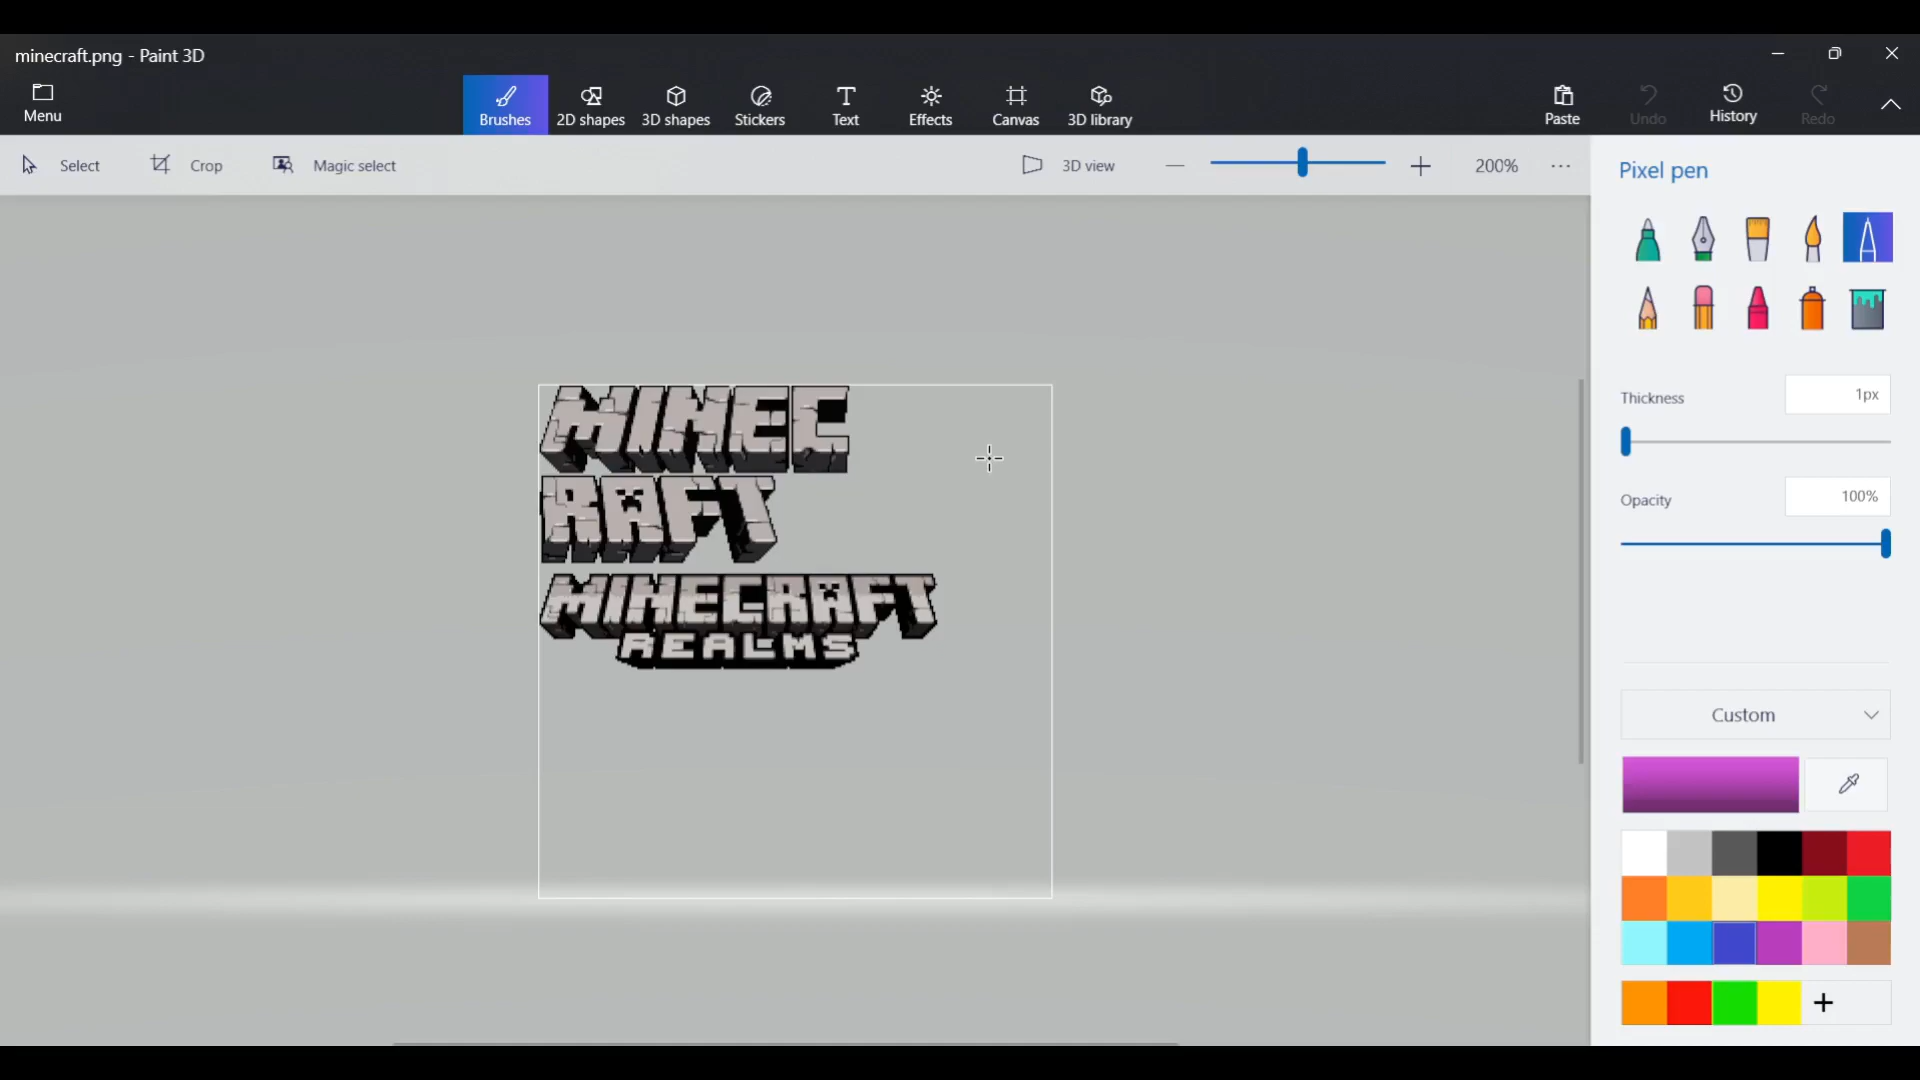 minecraft.png - Paint 3D
Menu
Brushes
2D shapes
3D shapes
Stickers
Text
Effects
Canvas
3D library
Paste
Undo
History
Redo
Select
Crop
Magic select
3D view
200%
Pixel pen
Thickness
1px
Opacity
100%
Custom
MINEC
RAFT
MINECRAFT
REALMS